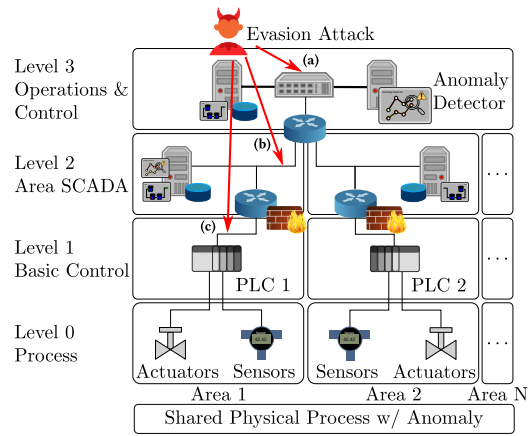 Evasion Attack
(a)
Level 3
Operations &
Control
Anomaly
Detector
(b)
Level 2
Area SCADA
...
(c)
Level 1
Basic Control
PLC 1
PLC 2
...
Level 0
Process
...
Actuators
Sensors
Sensors
Actuators
Area 1
Area 2
Area N
Shared Physical Process w/ Anomaly